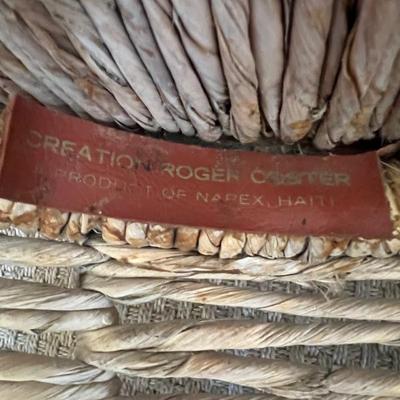 CREATION ROGER COSTER
PRODUCT OF NAPEX, HAITI